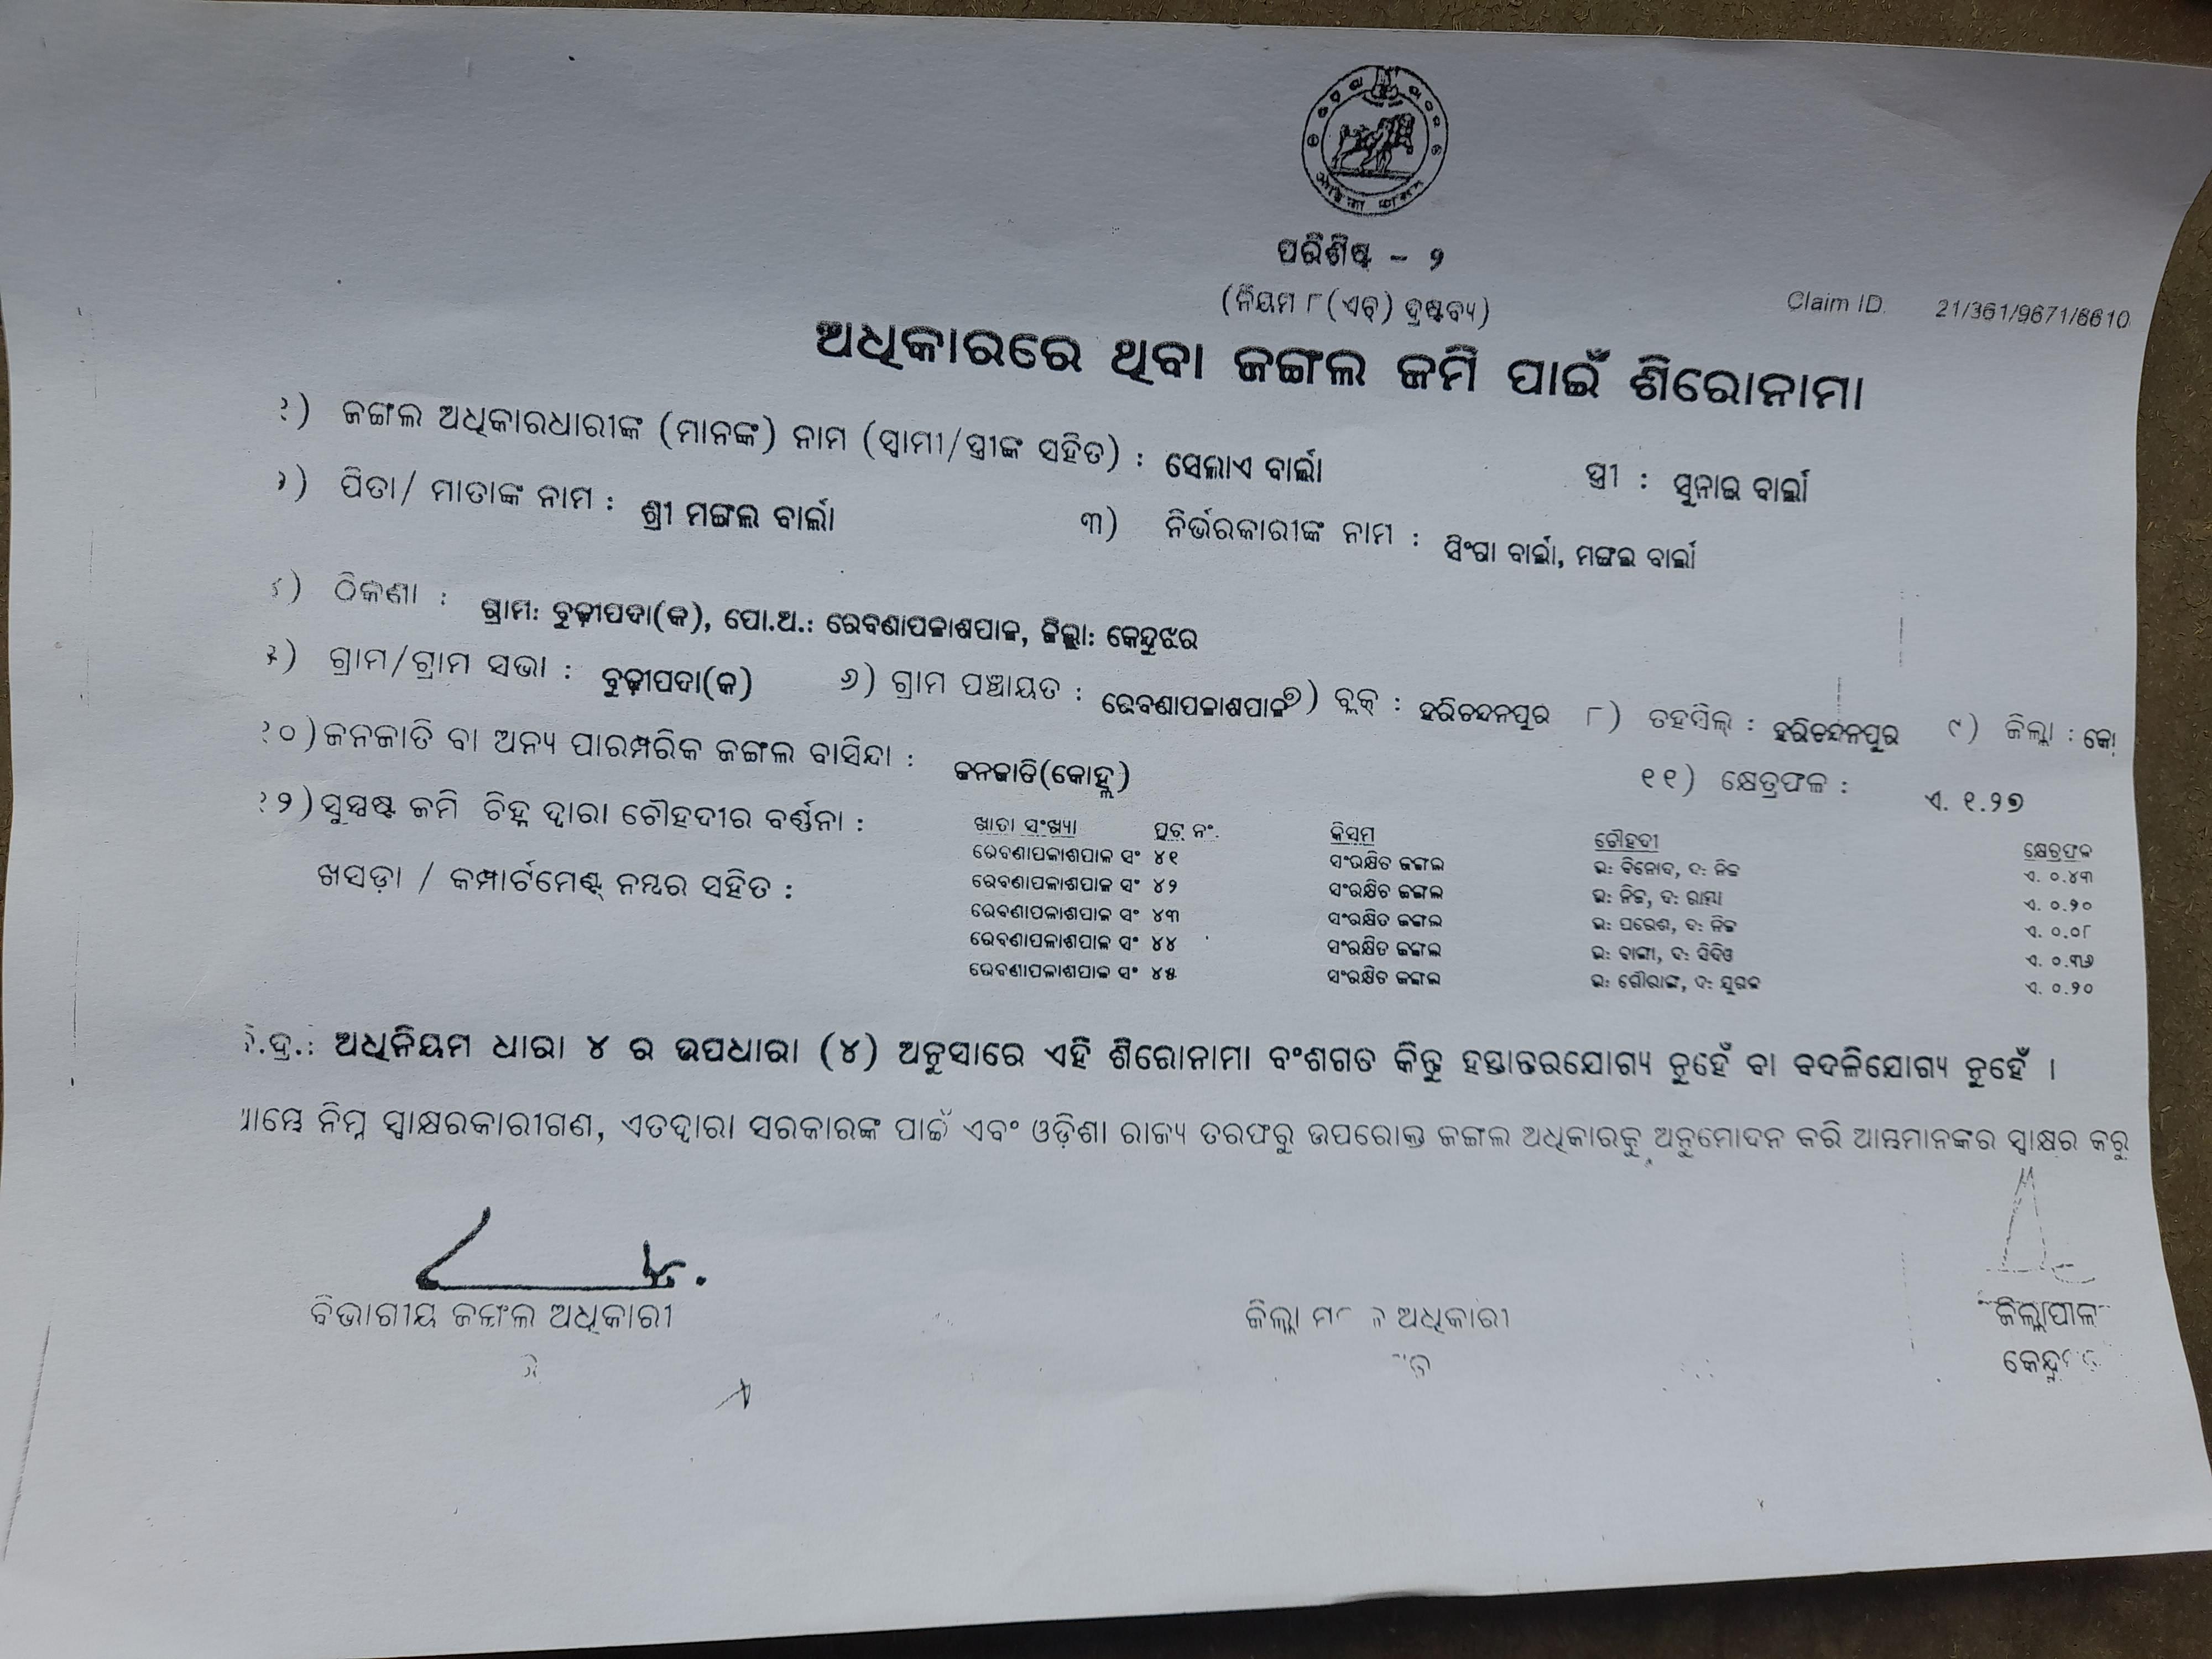 ପରିଶିଷ୍ଟ - ୨
(ନିୟମ ୮(ଏଚ୍) ଦ୍ରଷ୍ଟବ୍ୟ)
Claim ID. 21/361/9671/6610
ଅଧିକାରରେ ଥିବା ଜଙ୍ଗଲ ଜମି ପାଇଁ ଶିରୋନାମା
୧) ଜଙ୍ଗଲ ଅଧିକାରଧାରୀଙ୍କ (ମାନଙ୍କ) ନାମ (ସ୍ୱାମୀ/ସ୍ତ୍ରୀଙ୍କ ସହିତ) : ସେଲାଏ ବାର୍ଲା ସ୍ତ୍ରୀ : ସୁନାଇ ବାର୍ଲା
୨) ପିତା/ ମାତାଙ୍କ ନାମ : ଶ୍ରୀ ମଙ୍ଗଲ ବାର୍ଲା ୩) ନିର୍ଭରକାରୀଙ୍କ ନାମ : ସିଂଗା ବାର୍ଲା, ମଙ୍ଗଲ ବାର୍ଲା
୪) ଠିକଣା : ଗ୍ରାମ: ବୁଢ଼ୀପଦା(କ), ପୋ.ଅ.: ରେବଣାପଳାଶପାଳ, ଜିଲ୍ଲା: କେନ୍ଦୁଝର
୫) ଗ୍ରାମ/ଗ୍ରାମ ସଭା : ବୁଢ଼ୀପଦା(କ) ୬) ଗ୍ରାମ ପଞ୍ଚାୟତ : ରେବଣାପଳାଶପାଳ ୭) ବ୍ଲକ୍ : ହରିଚନ୍ଦନପୁର ୮) ତହସିଲ୍ : ହରିଚନ୍ଦନପୁର ୯) ଜିଲ୍ଲା :
୧୦) ଜନଜାତି ବା ଅନ୍ୟ ପାରମ୍ପରିକ ଜଙ୍ଗଲ ବାସିନ୍ଦା : ଜନଜାତି(କୋହ୍ଲ) ୧୧) କ୍ଷେତ୍ରଫଳ : ଏ. ୧.୨୭
୧୨) ସୁସ୍ପଷ୍ଟ ଜମି ଚିହ୍ନ ଦ୍ୱାରା ଚୌହଦୀର ବର୍ଣ୍ଣନା :
ଖସଡ଼ା / କମ୍ପାର୍ଟମେଣ୍ଟ୍ ନମ୍ବର ସହିତ :
ଖାତା ସଂଖ୍ୟା ପ୍ଲଟ୍ ନଂ. କିସମ ଚୌହଦୀ କ୍ଷେତ୍ରଫଳ
ରେବଣାପଳାଶପାଳ ସଂ ୪୧ ସଂରକ୍ଷିତ ଜଙ୍ଗଲ ଉ: ବିନୋଦ, ଦ: ନିଜ ଏ. ୦.୪୩
ରେବଣାପଳାଶପାଳ ସଂ ୪୨ ସଂରକ୍ଷିତ ଜଙ୍ଗଲ ଉ: ନିଜ, ଦ: ରାସ୍ତା ଏ. ୦.୨୦
ରେବଣାପଳାଶପାଳ ସଂ ୪୩ ସଂରକ୍ଷିତ ଜଙ୍ଗଲ ଉ: ପରେଶ, ଦ: ନିଜ ଏ. ୦.୦୮
ରେବଣାପଳାଶପାଳ ସଂ ୪୪ ସଂରକ୍ଷିତ ଜଙ୍ଗଲ ଉ: ଦ: ସିଦିଓ ଏ. ୦.୩୬
ରେବଣାପଳାଶପାଳ ସଂ ୪୫ ସଂରକ୍ଷିତ ଜଙ୍ଗଲ ଉ: ଗୌରାଙ୍ଗ, ଦ: ଯୁଗଳ ଏ. ୦.୨୦
ବି.ଦ୍ର.: ଅଧିନିୟମ ଧାରା ୪ ର ଉପଧାରା (୪) ଅନୁସାରେ ଏହି ଶିରୋନାମା ବଂଶଗତ କିନ୍ତୁ ହସ୍ତାନ୍ତରଯୋଗ୍ୟ ନୁହେଁ ବା ବଦଳିଯୋଗ୍ୟ ନୁହେଁ ।
ଆମ୍ଭେ ନିମ୍ନ ସ୍ୱାକ୍ଷରକାରୀଗଣ, ଏତଦ୍ୱାରା ସରକାରଙ୍କ ପାଇଁ ଏବଂ ଓଡ଼ିଶା ରାଜ୍ୟ ତରଫରୁ ଉପରୋକ୍ତ ଜଙ୍ଗଲ ଅଧିକାରକୁ ଅନୁମୋଦନ କରି ଆମ୍ଭମାନଙ୍କର ସ୍ୱାକ୍ଷର କରୁ
ବିଭାଗୀୟ ଜଙ୍ଗଲ ଅଧିକାରୀ ଜିଲ୍ଲା ଅଧିକାରୀ ଜିଲ୍ଲାପାଳ